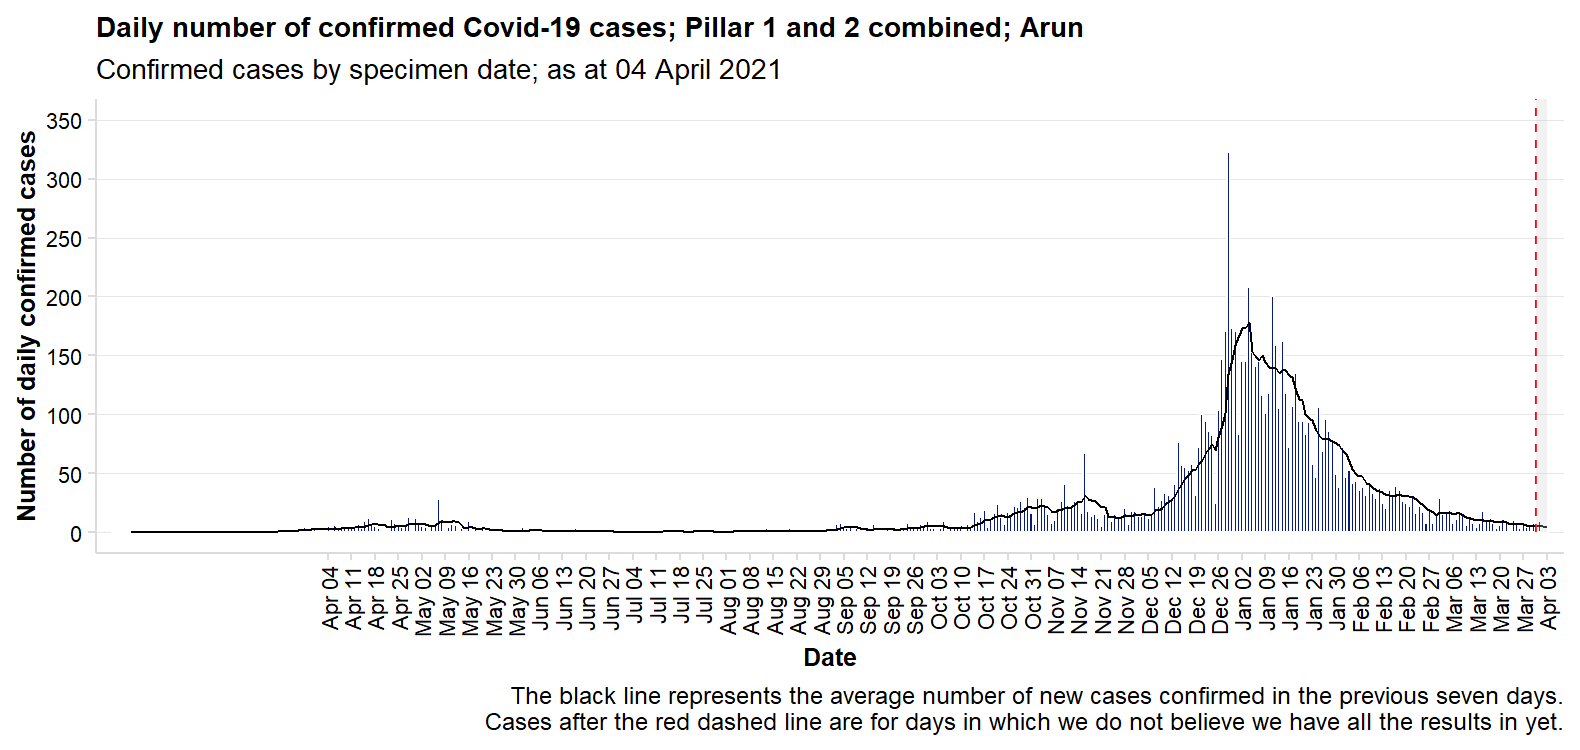 Daily number of confirmed Covid-19 cases; Pillar 1 and 2 combined; Arun
Confirmed cases by specimen date; as at 04 April 2021
Number of daily confirmed cases
350
300
250
200
150
100
50
0
Apr 04
Apr 11
Apr 18
Apr 25
May 02
May 09
May 16
May 23
May 30
Jun 06
Jun 13
Jun 20
Jun 27
Jul 04
Jul 11
Jul 18
Jul 25
Aug 01
Aug 08
Aug 15
Aug 22
Aug 29
Sep 05
Sep 12
Sep 19
Sep 26
Oct 03
Oct 10
Oct 17
Oct 24
Oct 31
Nov 07
Nov 14
Nov 21
Nov 28
Dec 05
Dec 12
Dec 19
Dec 26
Jan 02
Jan 09
Jan 16
Jan 23
Jan 30
Feb 06
Feb 13
Feb 20
Feb 27
Mar 06
Mar 13
Mar 20
Mar 27
Apr 03
Date
The black line represents the average number of new cases confirmed in the previous seven days.
Cases after the red dashed line are for days in which we do not believe we have all the results in yet.